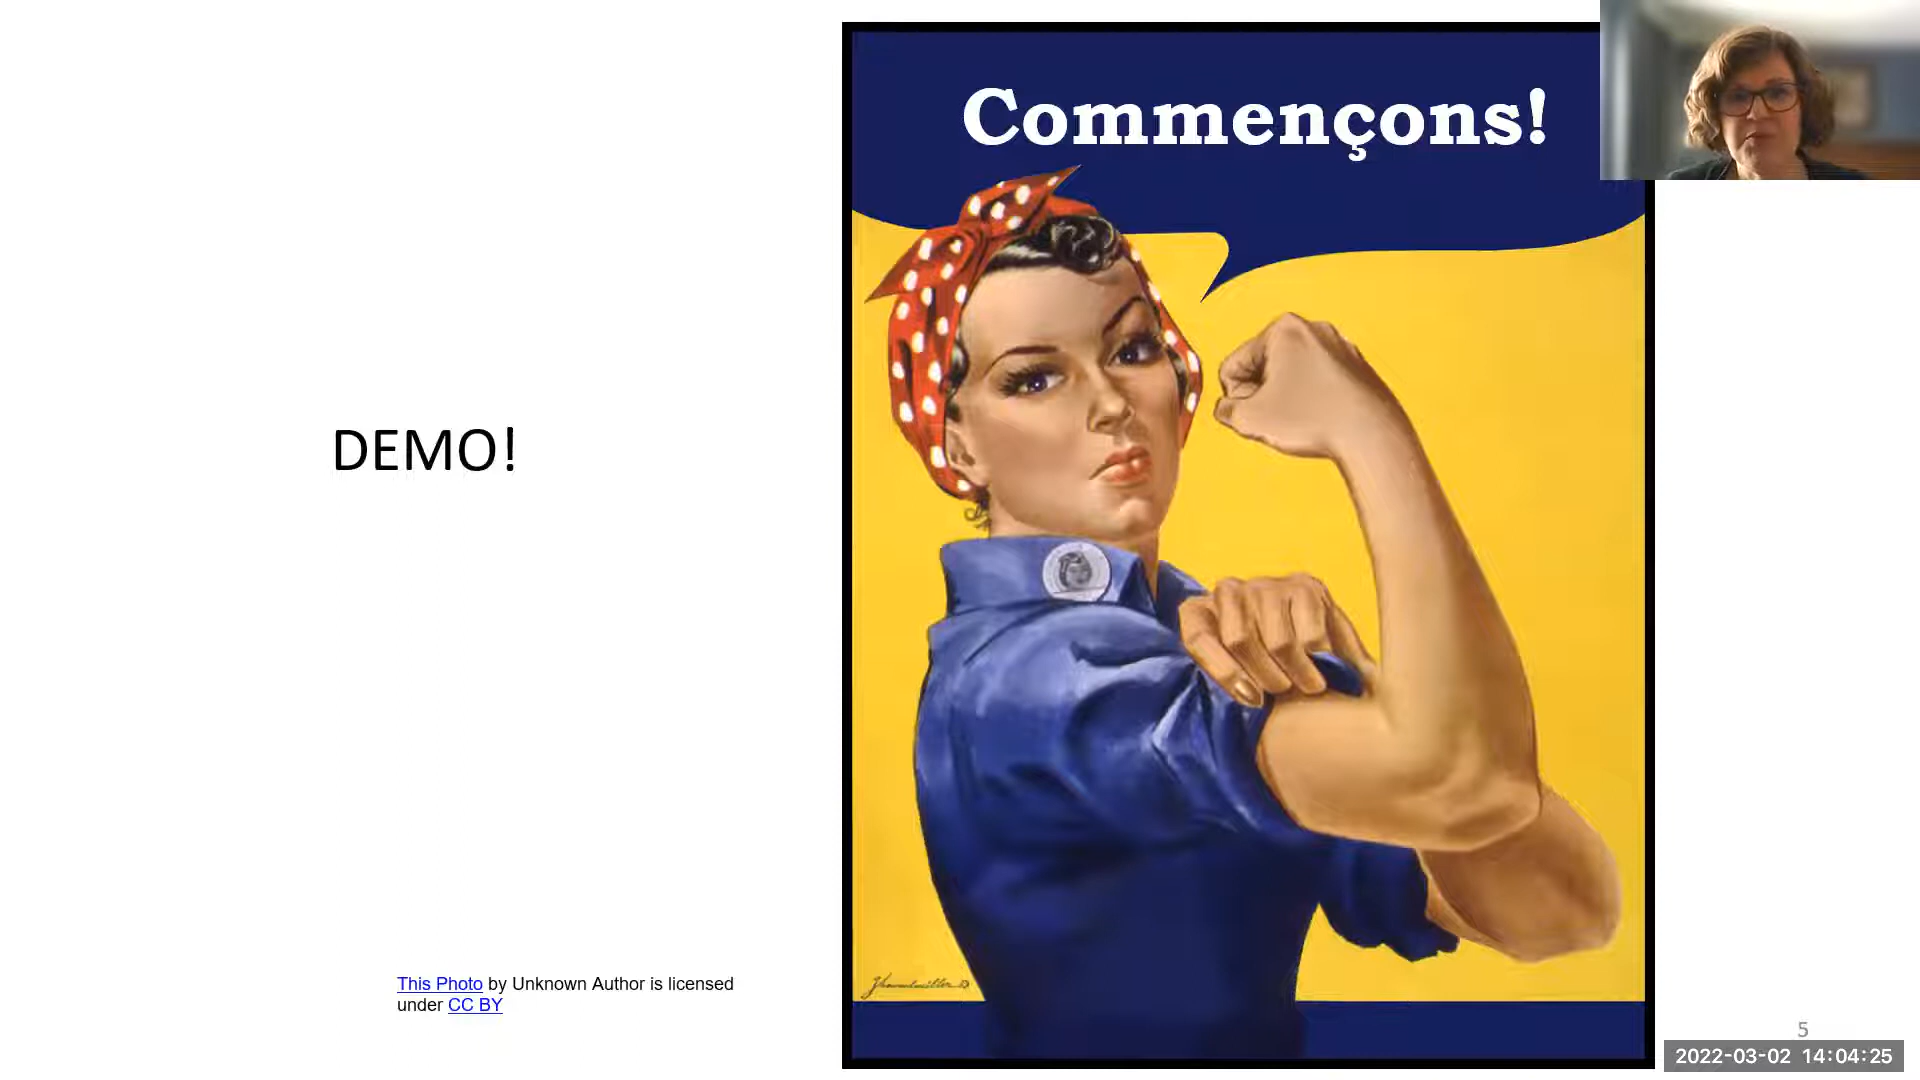 Commençons!
DEMO!
This Photo by Unknown Author is licensed
under CC BY
5
2022-03-02 14:04:25